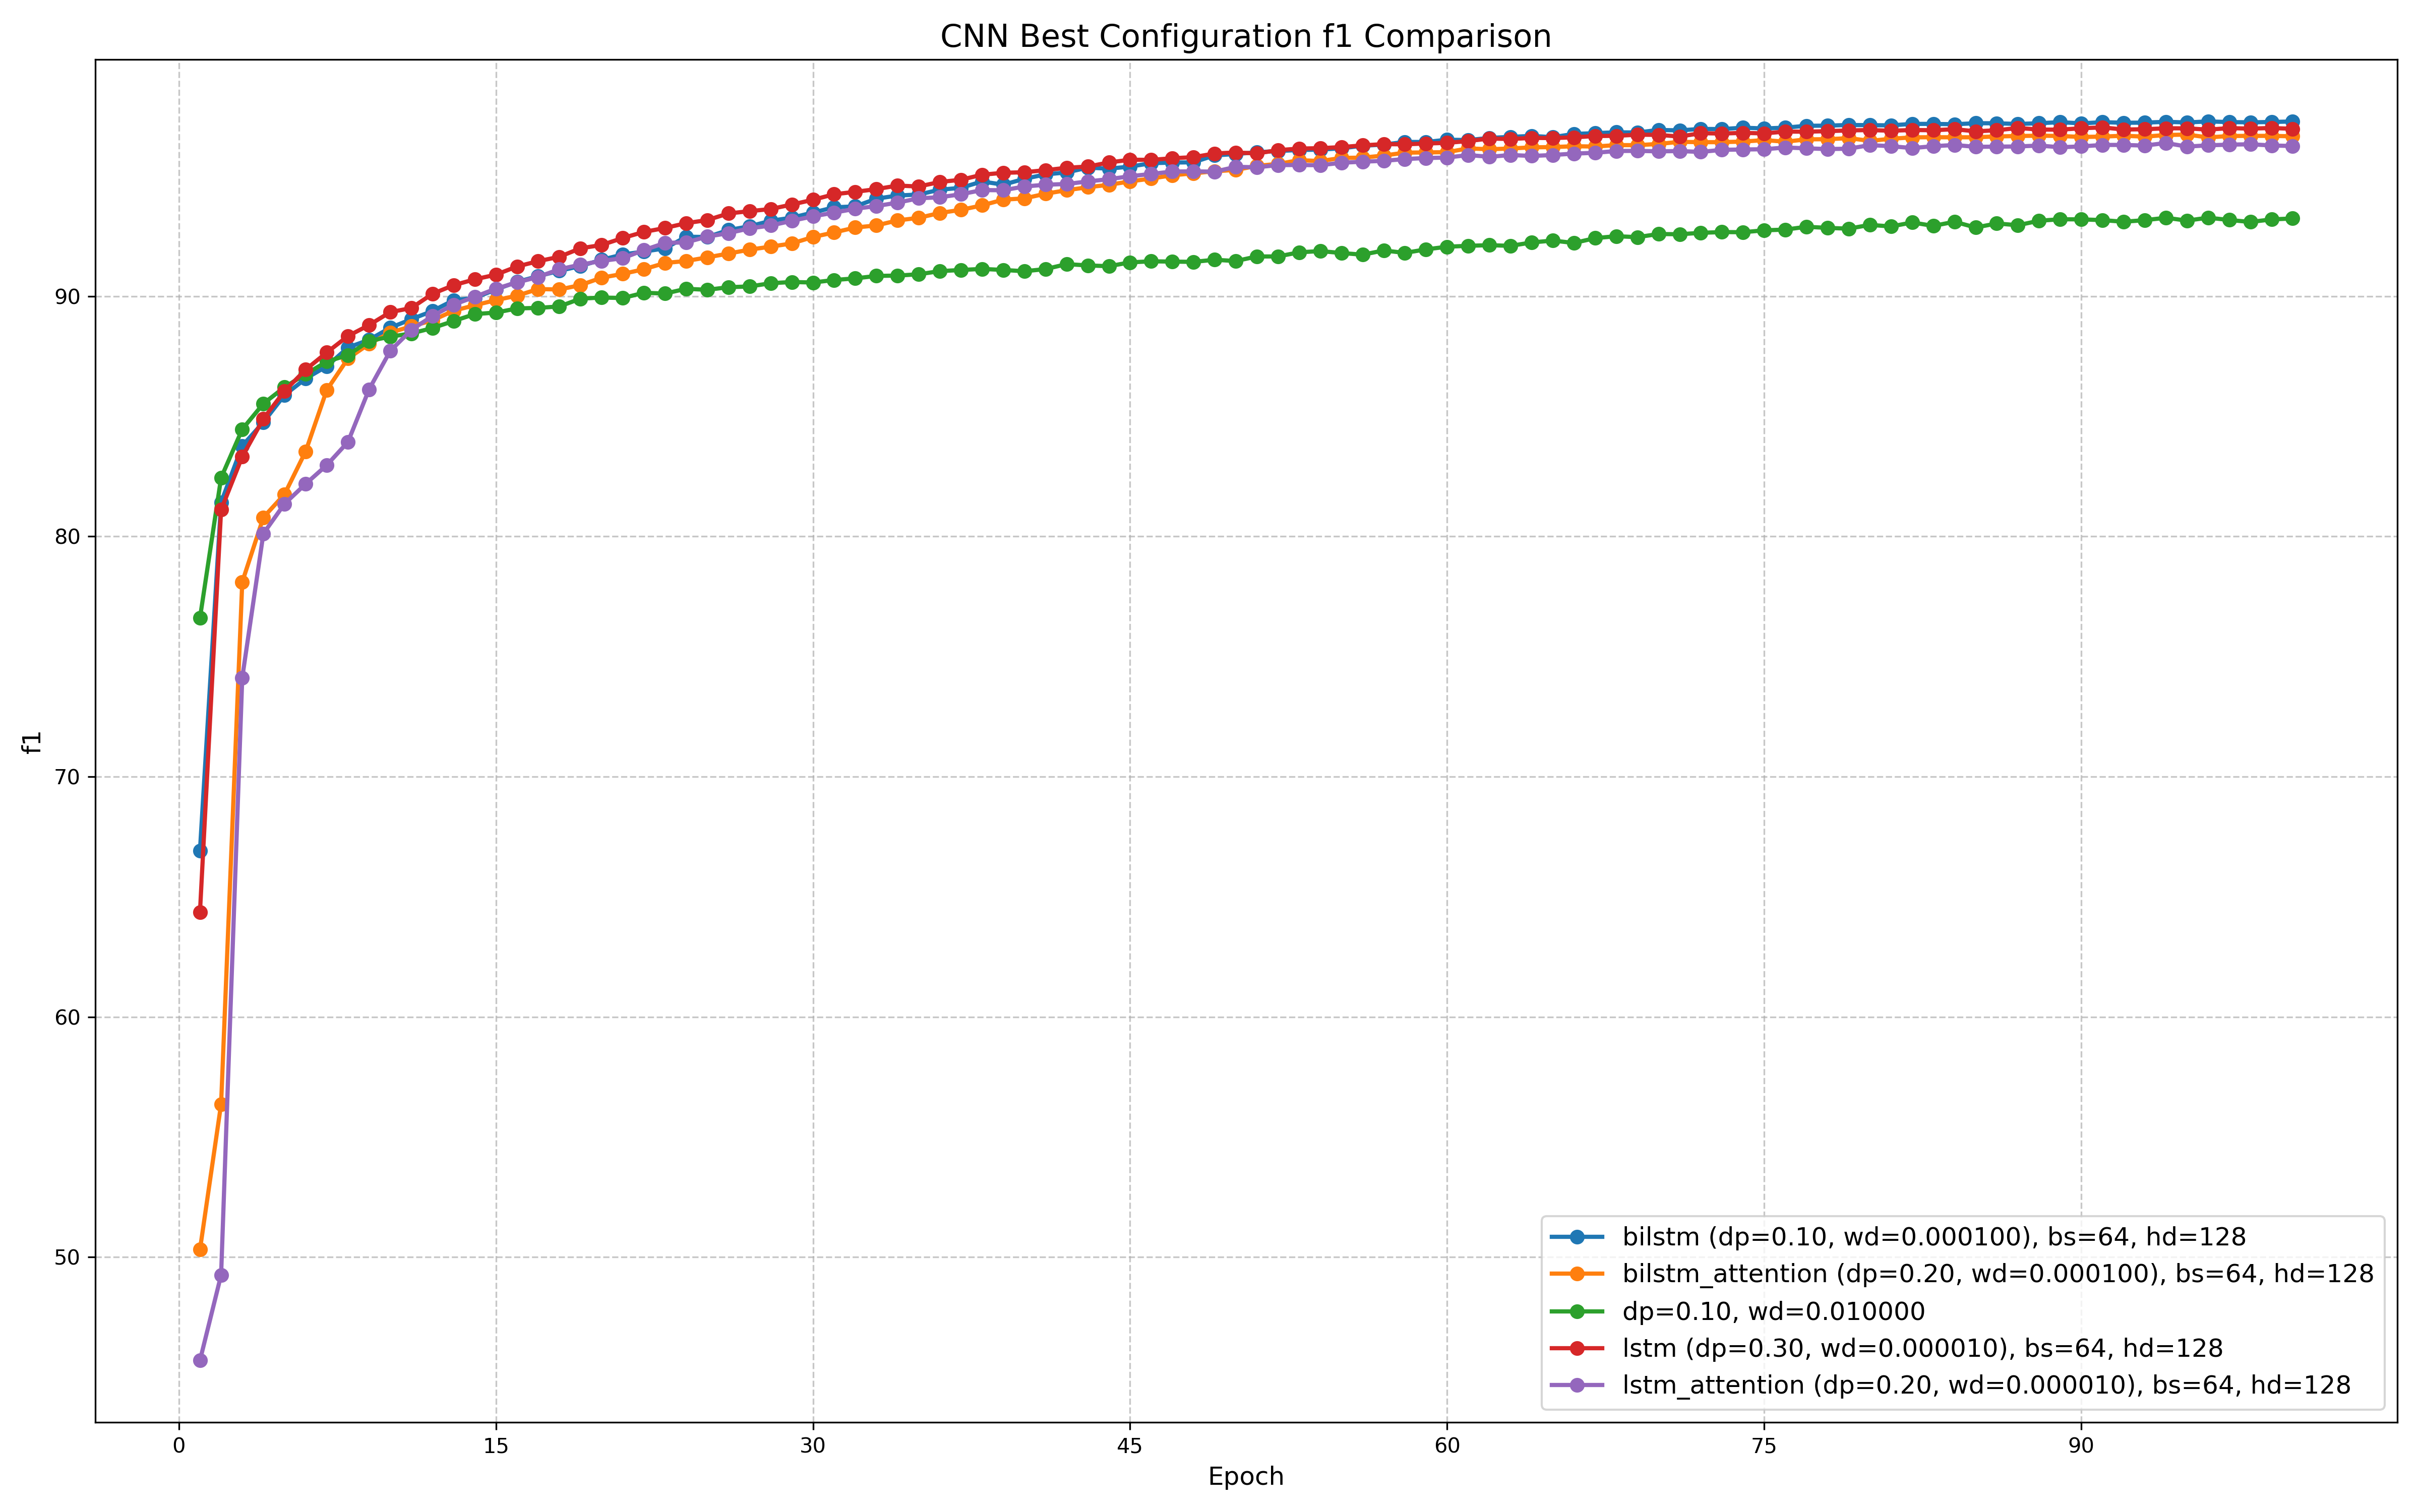 CNN Best Configuration f1 Comparison
f1
90
80
70
60
50
0 15 30 45 60 75 90
Epoch
bilstm (dp=0.10, wd=0.000100), bs=64, hd=128
bilstm_attention (dp=0.20, wd=0.000100), bs=64, hd=128
dp=0.10, wd=0.010000
lstm (dp=0.30, wd=0.000010), bs=64, hd=128
lstm_attention (dp=0.20, wd=0.000010), bs=64, hd=128